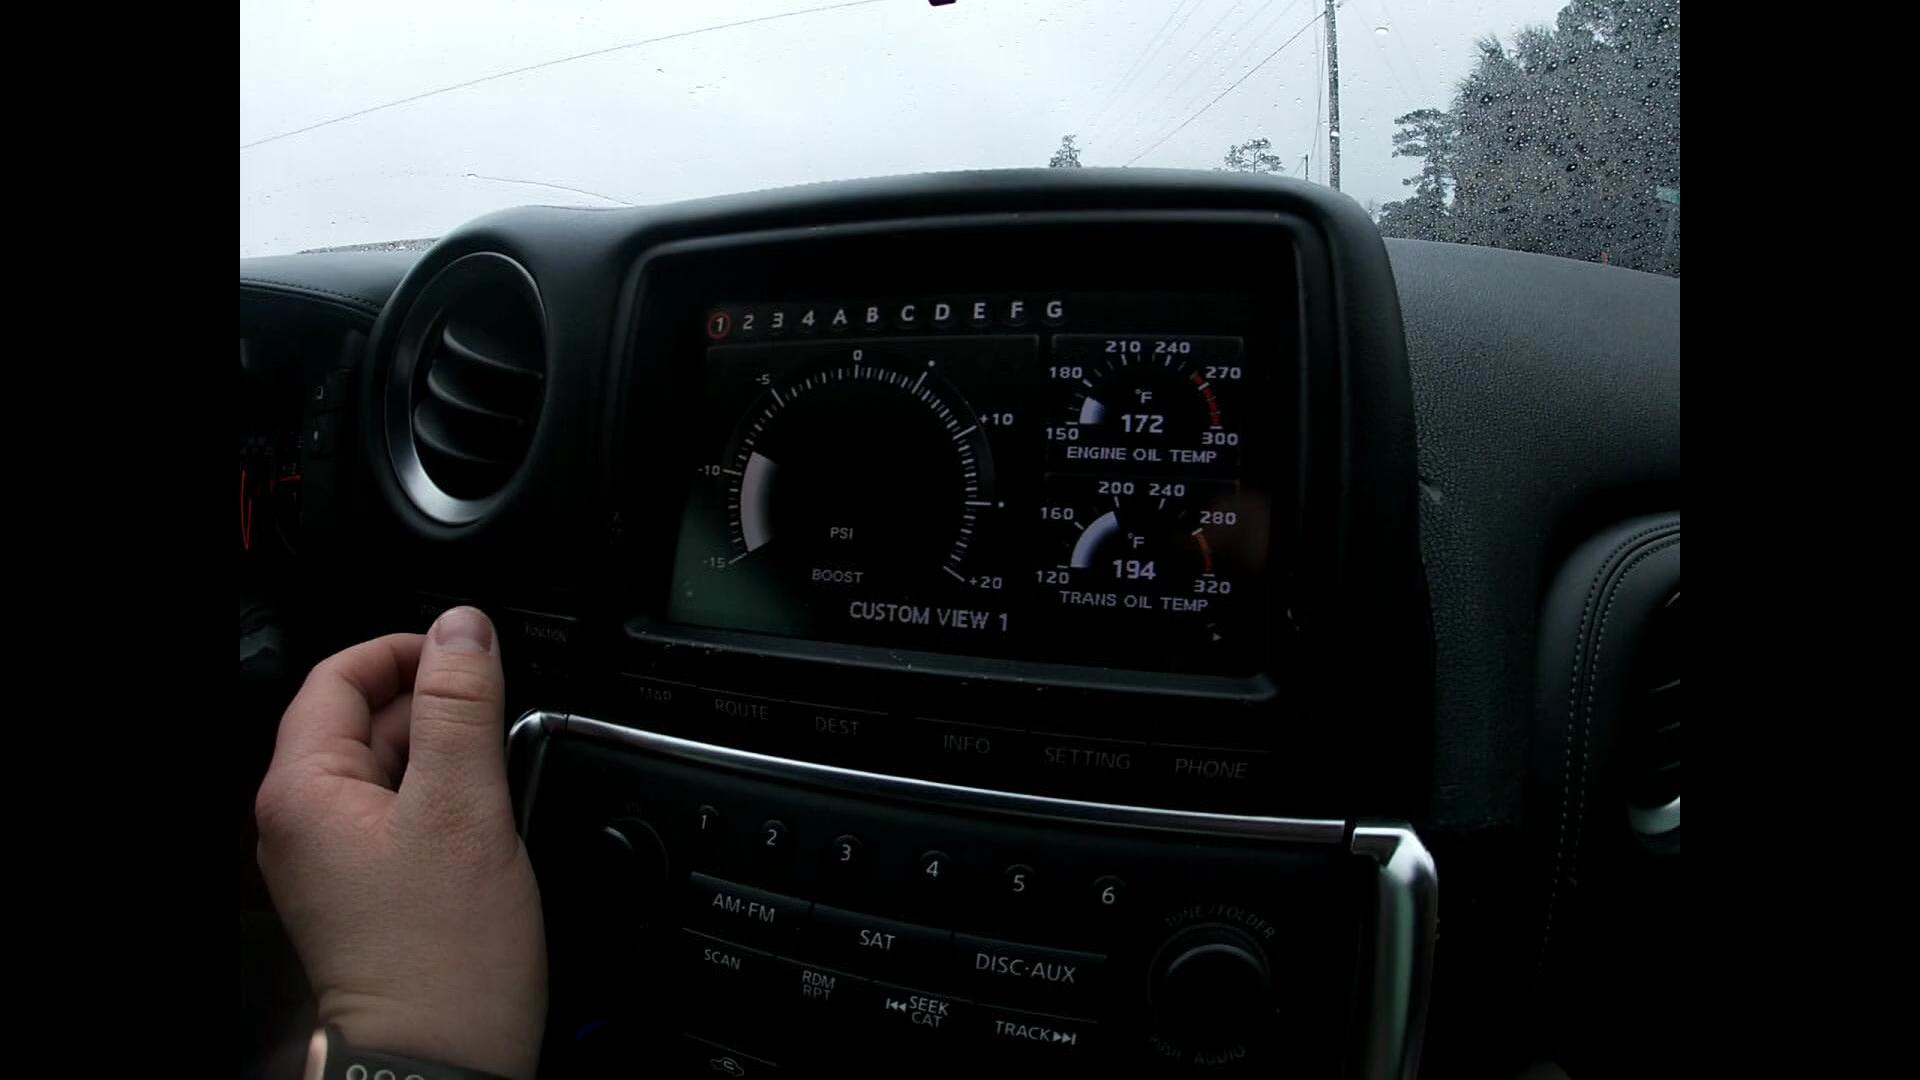 1 2 3 4 A B C D E F G
0
-5
+10
-10
-15
+20
PSI
BOOST
210 240
180 270
°F
172
150 300
ENGINE OIL TEMP
200 240
160 280
°F
194
120 320
TRANS OIL TEMP
CUSTOM VIEW 1
FUNCTION
MAP ROUTE DEST INFO SETTING PHONE
1 2 3 4 5 6
AM·FM SAT DISC·AUX
TUNE / FOLDER
SCAN
RDM
RPT
SEEK
CAT
TRACK
PUSH AUDIO